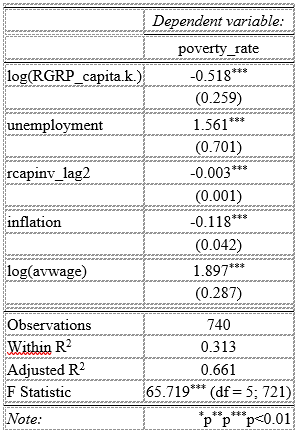 Dependent variable:
poverty_rate
log(RGRP_capita.k.) -0.518***
(0.259)
unemployment 1.561***
(0.701)
rcapinv_lag2 -0.003***
(0.001)
inflation -0.118***
(0.042)
log(avwage) 1.897***
(0.287)
Observations 740
Within R2 0.313
Adjusted R2 0.661
F Statistic 65.719*** (df = 5; 721)
Note: *p**p***p<0.01